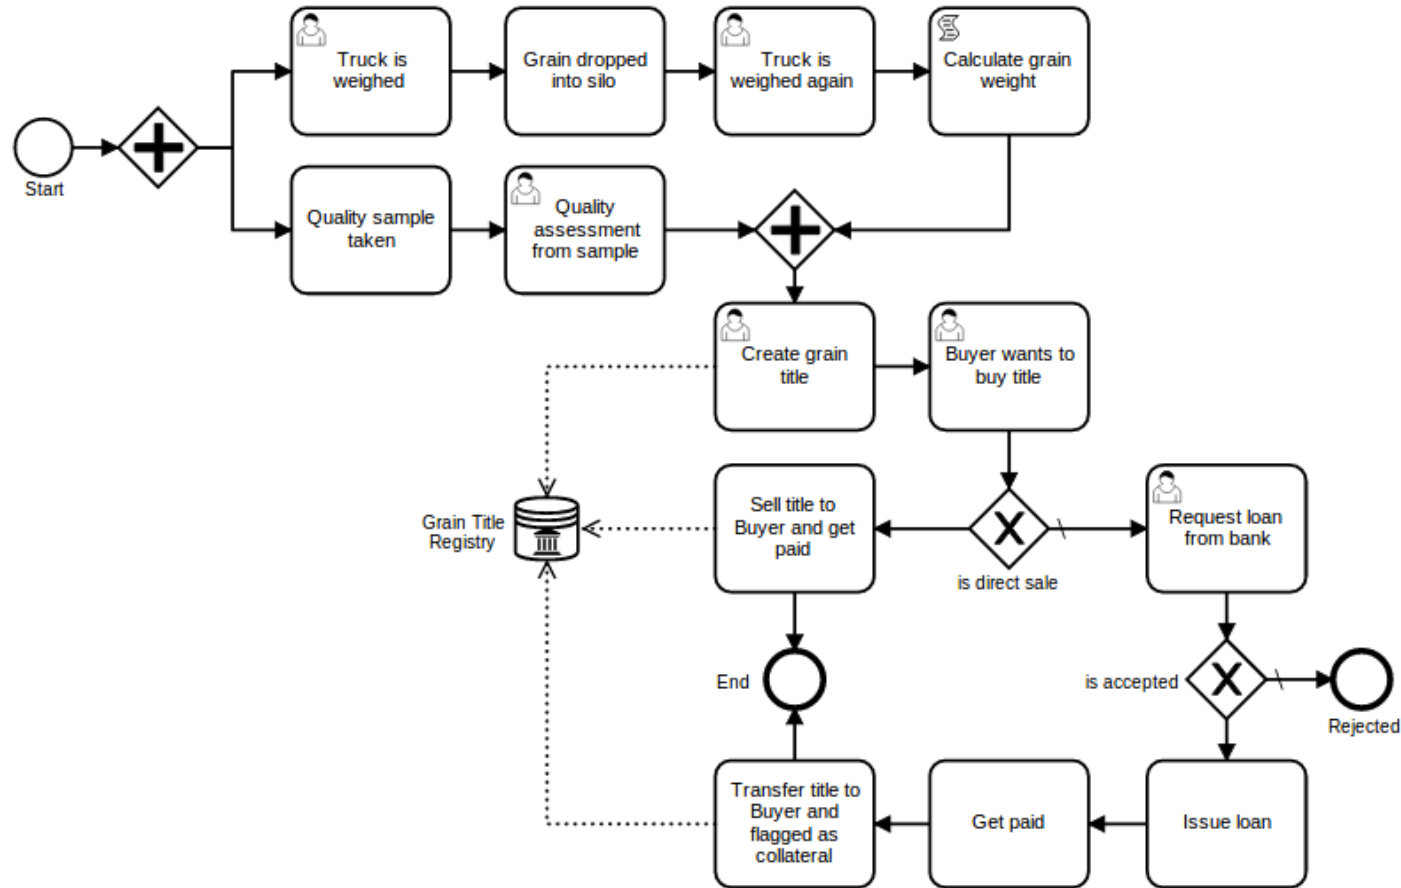 Truck is
weighed
Grain dropped
into silo
Truck is
weighed again
Calculate grain
weight
Start
Quality sample
taken
Quality
assessment
from sample
Create grain
title
Buyer wants to
buy title
Grain Title
Registry
Sell title to
Buyer and get
paid
X
is direct sale
Request loan
from bank
End
is accepted
X
Rejected
Transfer title to
Buyer and
flagged as
collateral
Get paid
Issue loan